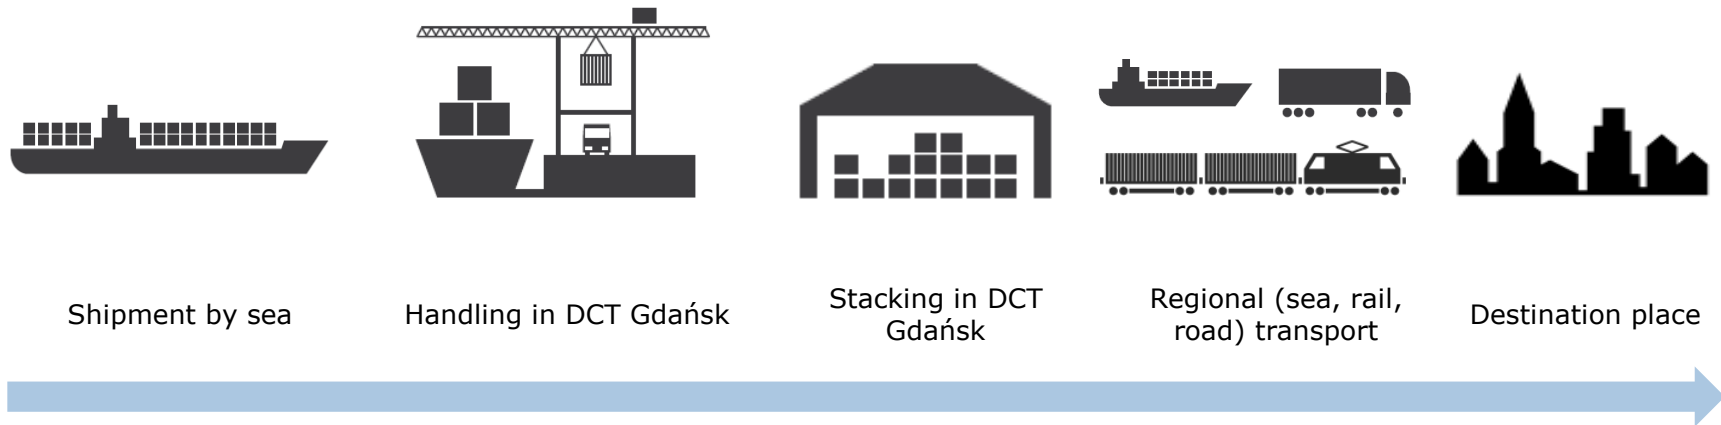 Shipment by sea
Handling in DCT Gdańsk
Stacking in DCT
Gdańsk
Regional (sea, rail,
road) transport
Destination place